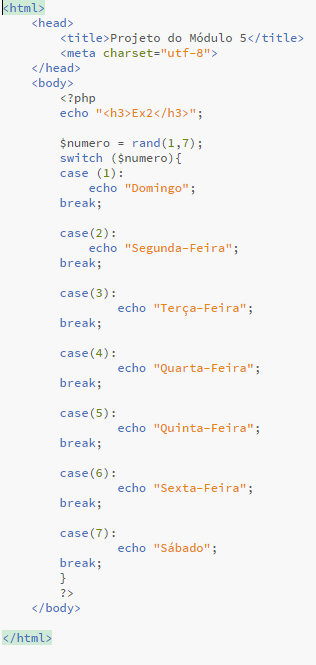 <html>
<head>
<title>Projeto do Módulo 5</title>
<meta charset="utf-8">
</head>
<body>
<?php
echo "<h3>Ex2</h3>";
$numero = rand(1,7);
switch ($numero){
case (1):
echo "Domingo";
break;
case(2):
echo "Segunda-Feira";
break;
case(3):
echo "Terça-Feira";
break;
case(4):
echo "Quarta-Feira";
break;
case(5):
echo "Quinta-Feira";
break;
case(6):
echo "Sexta-Feira";
break;
case(7):
echo "Sábado";
break;
}
?>
</body>
</html>